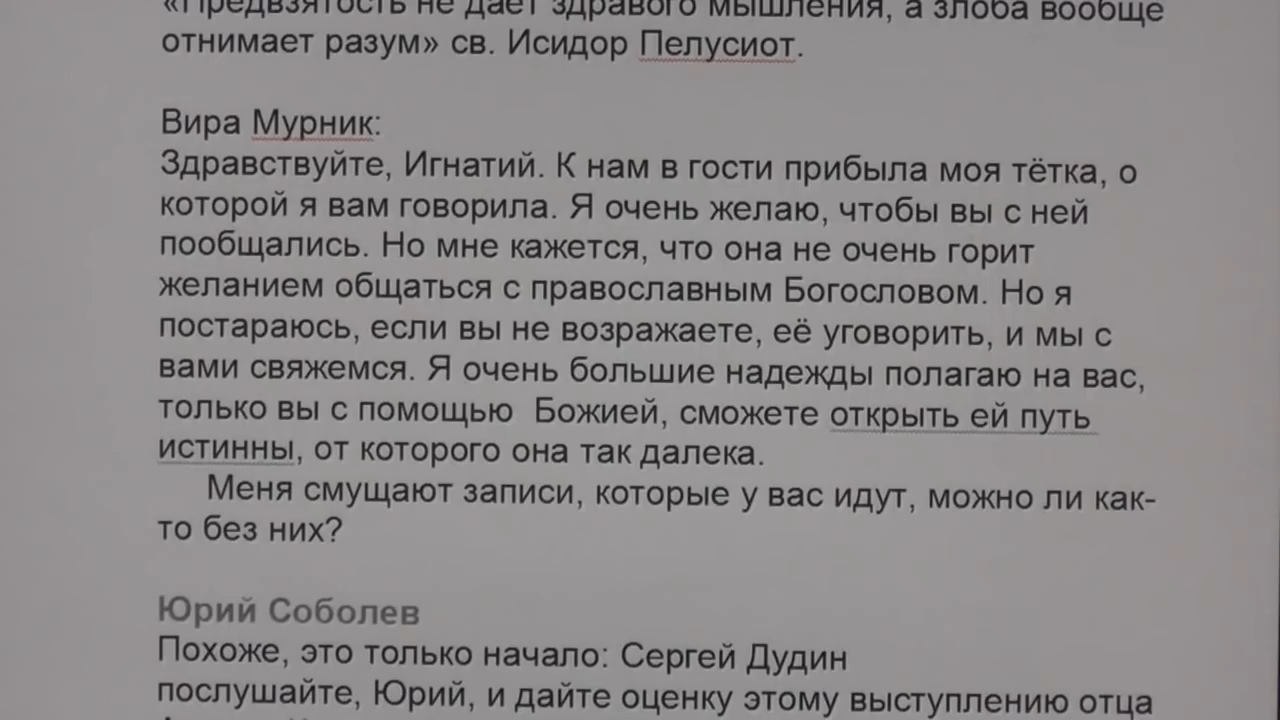 «Предвзятость не даёт здравого мышления, а злоба вообще
отнимает разум» св. Исидор Пелусиот.
Вира Мурник:
Здравствуйте, Игнатий. К нам в гости прибыла моя тётка, о
которой я вам говорила. Я очень желаю, чтобы вы с ней
пообщались. Но мне кажется, что она не очень горит
желанием общаться с православным Богословом. Но я
постараюсь, если вы не возражаете, её уговорить, и мы с
вами свяжемся. Я очень большие надежды полагаю на вас,
только вы с помощью  Божией, сможете открыть ей путь
истинны, от которого она так далека.
Меня смущают записи, которые у вас идут, можно ли как-
то без них?
Юрий Соболев
Похоже, это только начало: Сергей Дудин
послушайте, Юрий, и дайте оценку этому выступлению отца